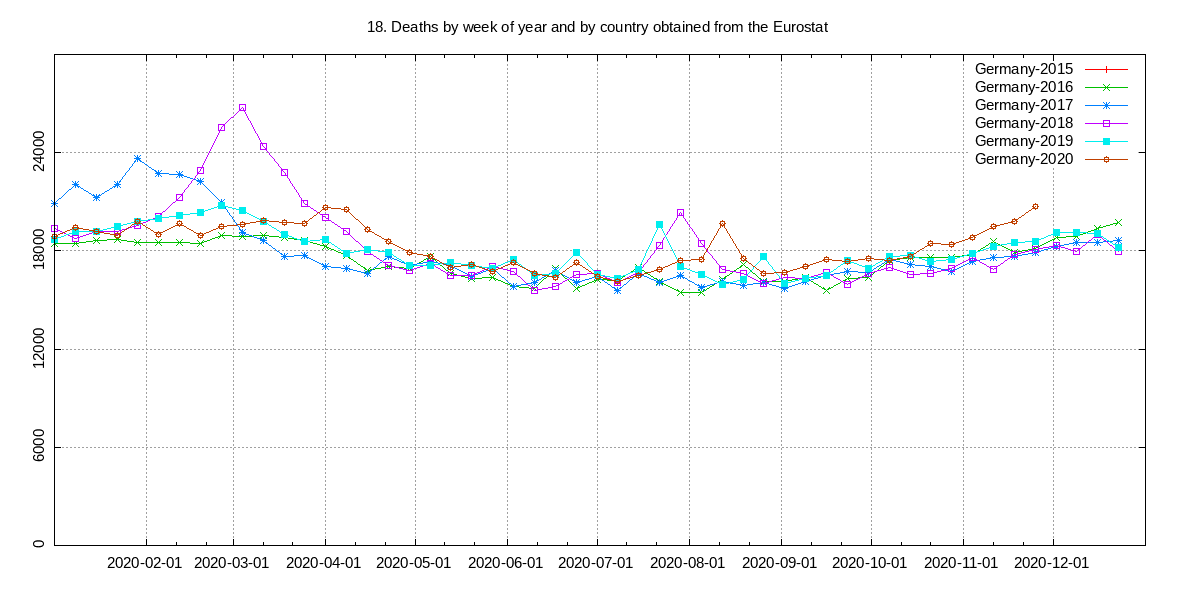 18. Deaths by week of year and by country obtained from the Eurostat
Germany-2015
Germany-2016
Germany-2017
Germany-2018
Germany-2019
Germany-2020
24000
18000
12000
6000
0
2020-02-01 2020-03-01 2020-04-01 2020-05-01 2020-06-01 2020-07-01 2020-08-01 2020-09-01 2020-10-01 2020-11-01 2020-12-01